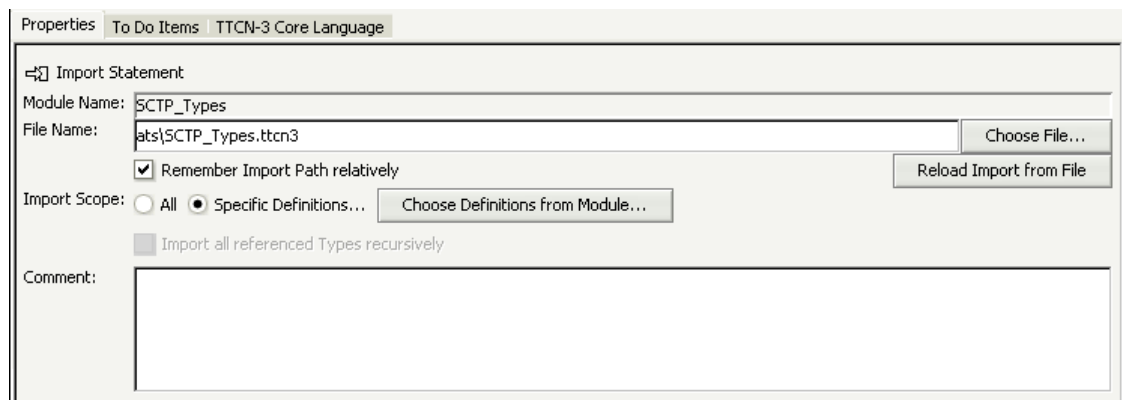 Properties To Do Items TTCN-3 Core Language
Import Statement
Module Name: SCTP_Types
File Name: ats\SCTP_Types.ttcn3 Choose File...
Remember Import Path relatively Reload Import from File
Import Scope: All Specific Definitions... Choose Definitions from Module...
Import all referenced Types recursively
Comment: